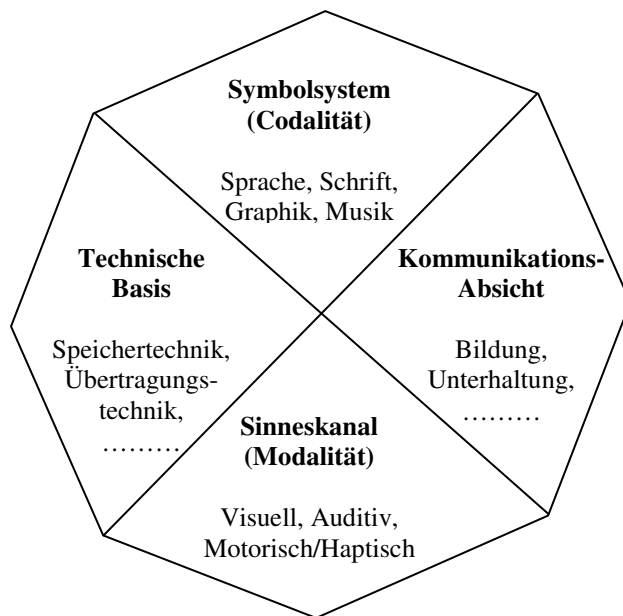 Symbolsystem
(Codalität)
Sprache, Schrift,
Graphik, Musik
Technische
Basis
Speichertechnik,
Übertragungs-
technik,
………
Kommunikations-
Absicht
Bildung,
Unterhaltung,
………
Sinneskanal
(Modalität)
Visuell, Auditiv,
Motorisch/Haptisch